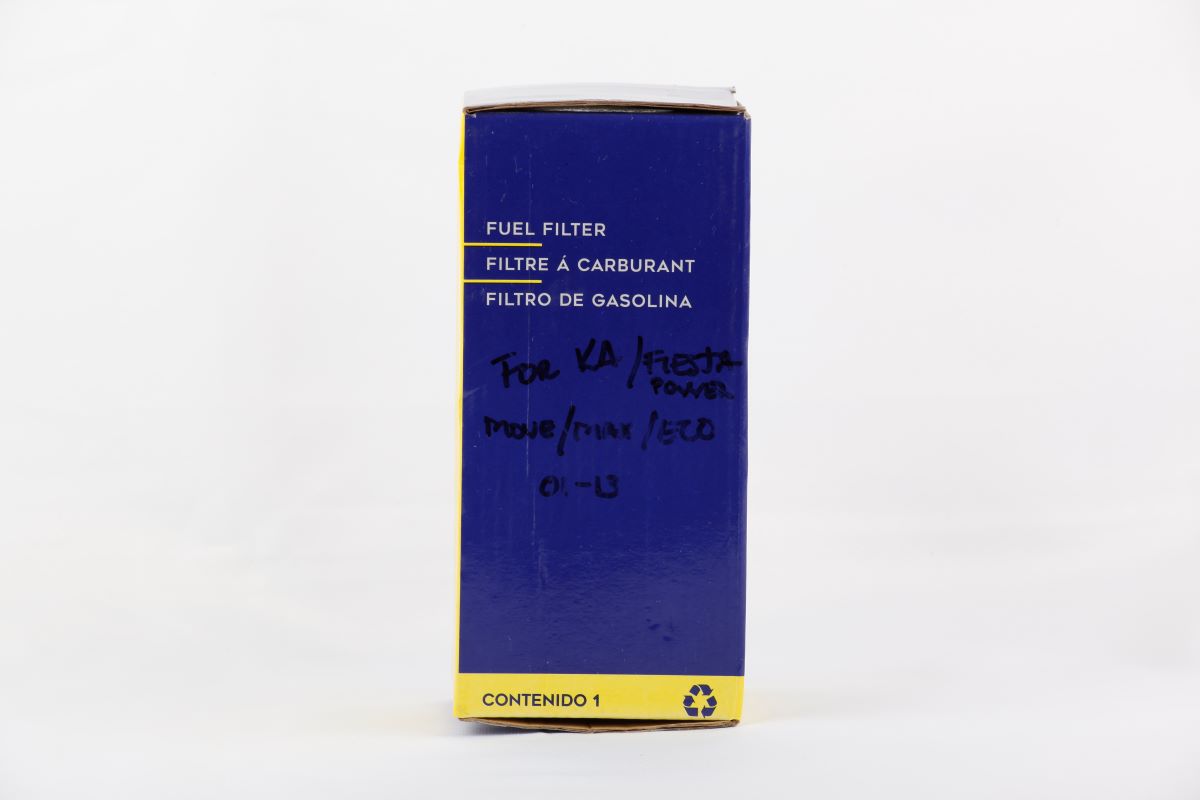 FUEL FILTER
FILTRE Á CARBURANT
FILTRO DE GASOLINA
FOR KA/FIESTA
POWER
MOVE/MAX/ECO
01-13
CONTENIDO 1